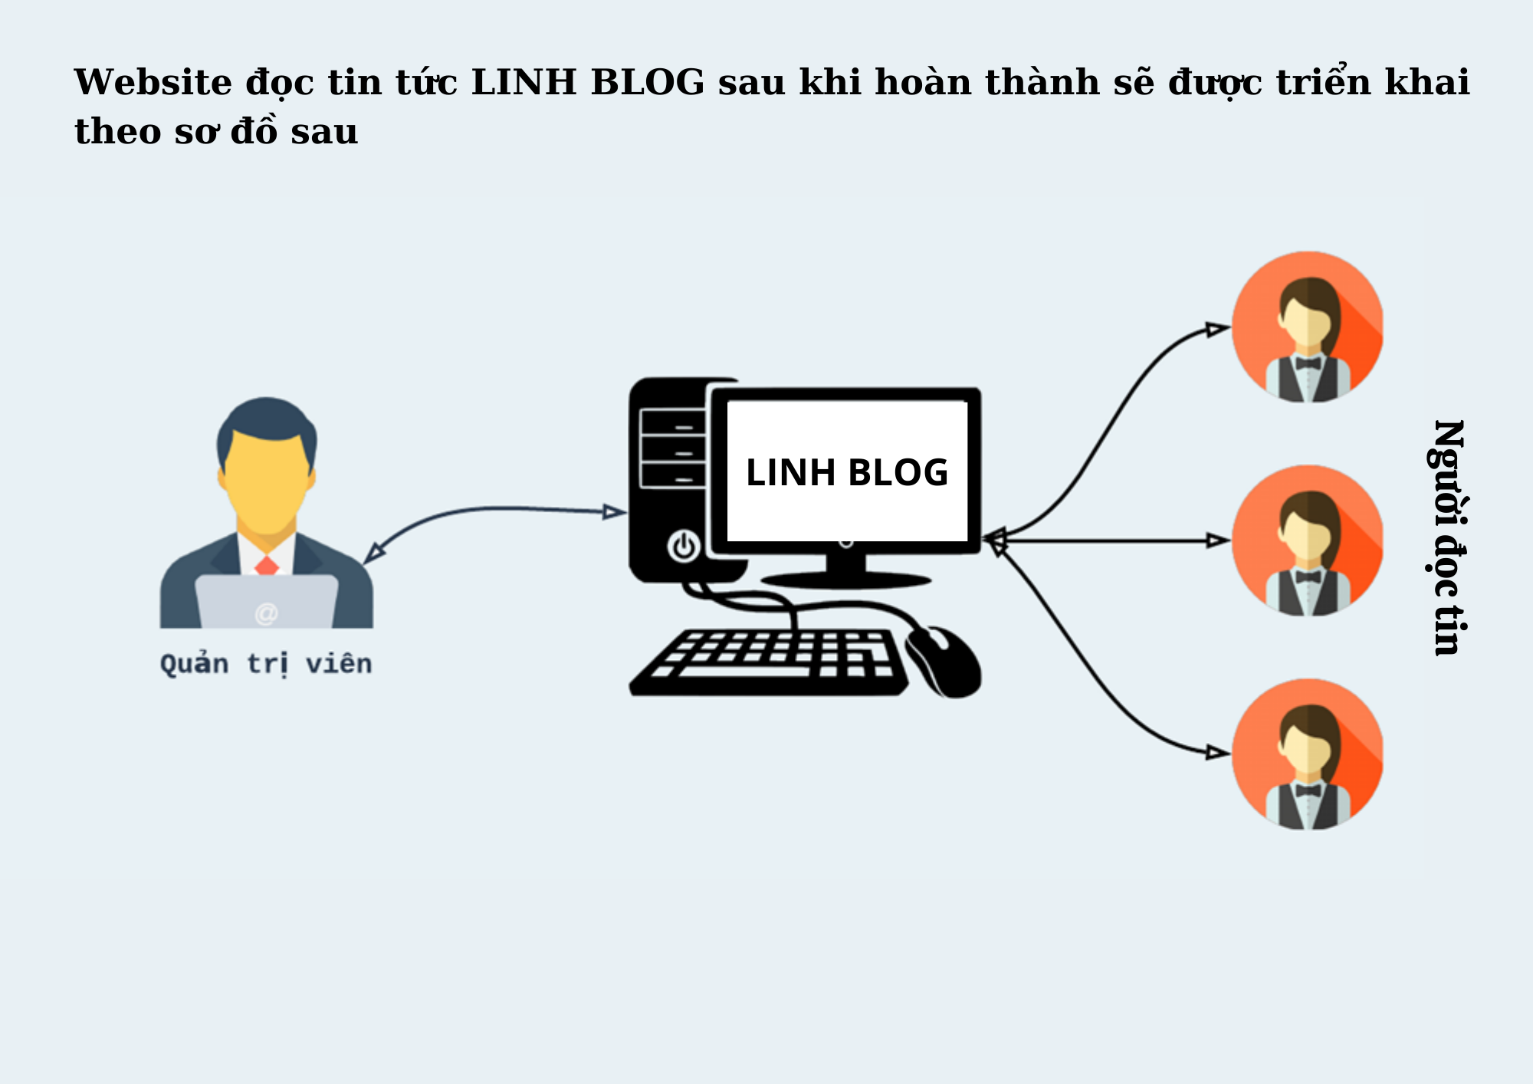 Website đọc tin tức LINH BLOG sau khi hoàn thành sẽ được triển khai
theo sơ đồ sau
LINH BLOG
@
Quản trị viên
Người đọc tin